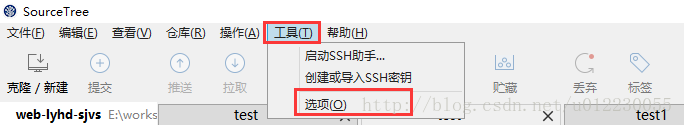 SourceTree
文件(F) 编辑(E) 查看(V) 仓库(R) 操作(A) 工具(T) 帮助(H)
启动SSH助手...
创建或导入SSH密钥
选项(O)
克隆 / 新建 提交 推送 拉取 贮藏 丢弃 标签
http://blog.csdn.net/u012230055
web-lyhd-sjvs E:\works test test test1